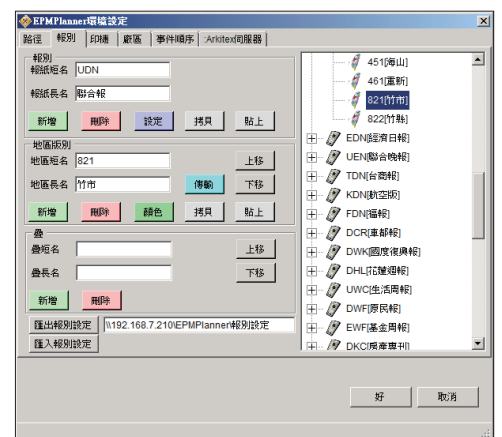 EPMPlanner環境設定
路徑 報別 印機 廠區 事件順序 :Arkitex伺服器
報別
報紙短名 UDN
報紙長名 聯合報
新增 刪除 設定 拷貝 貼上
地區版別
地區短名 821 上移
地區長名 竹市 傳輸 下移
新增 刪除 顏色 拷貝 貼上
疊
疊短名 上移
疊長名 下移
新增 刪除
匯出報別設定 \\192.168.7.210\EPMPlanner\報別設定
匯入報別設定
451[海山]
461[重新]
821[竹市]
822[竹縣]
EDN[經濟日報]
UEN[聯合晚報]
TDN[台商報]
KDN[航空版]
FDN[福報]
DCR[車都報]
DWK[國度復興報]
DHL[花蓮週報]
UWC[生活周報]
DWF[原民報]
EWF[基金周報]
DKC[房產專刊]
好 取消